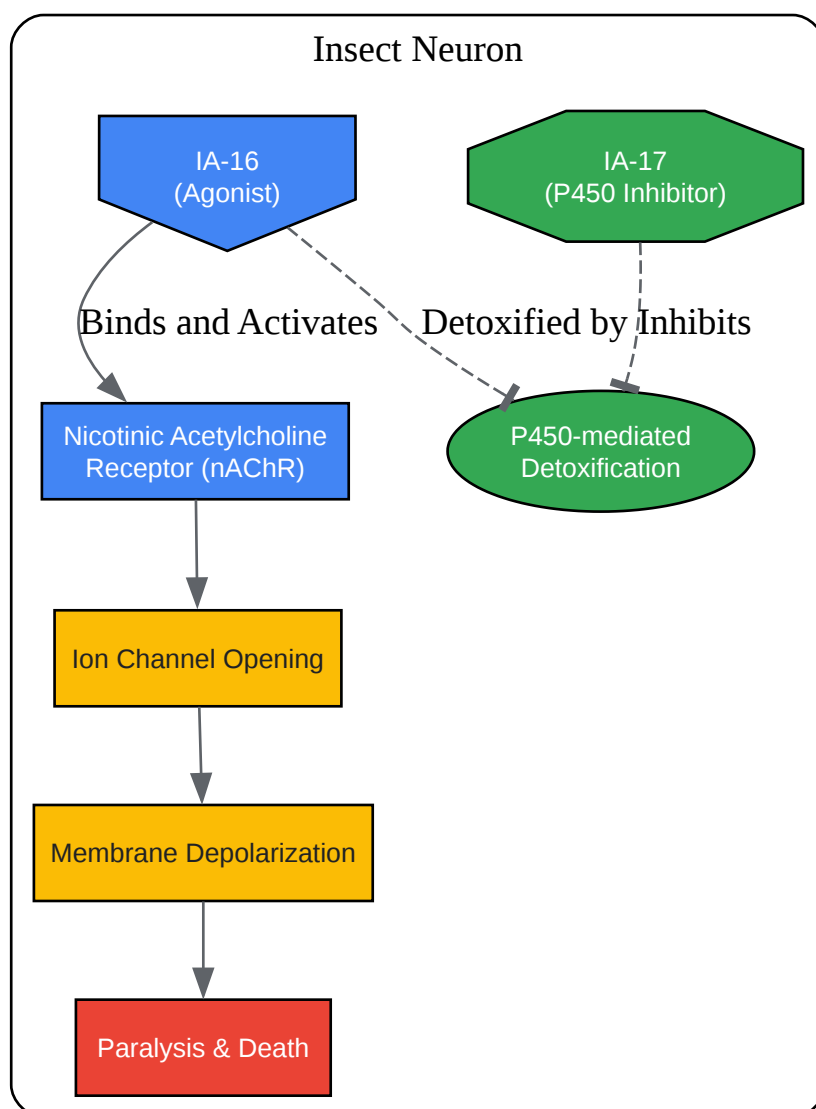 Insect Neuron
IA-16
(Agonist)
IA-17
(P450 Inhibitor)
Binds and Activates
Detoxified by
Inhibits
Nicotinic Acetylcholine
Receptor (nAChR)
P450-mediated
Detoxification
Ion Channel Opening
Membrane Depolarization
Paralysis & Death